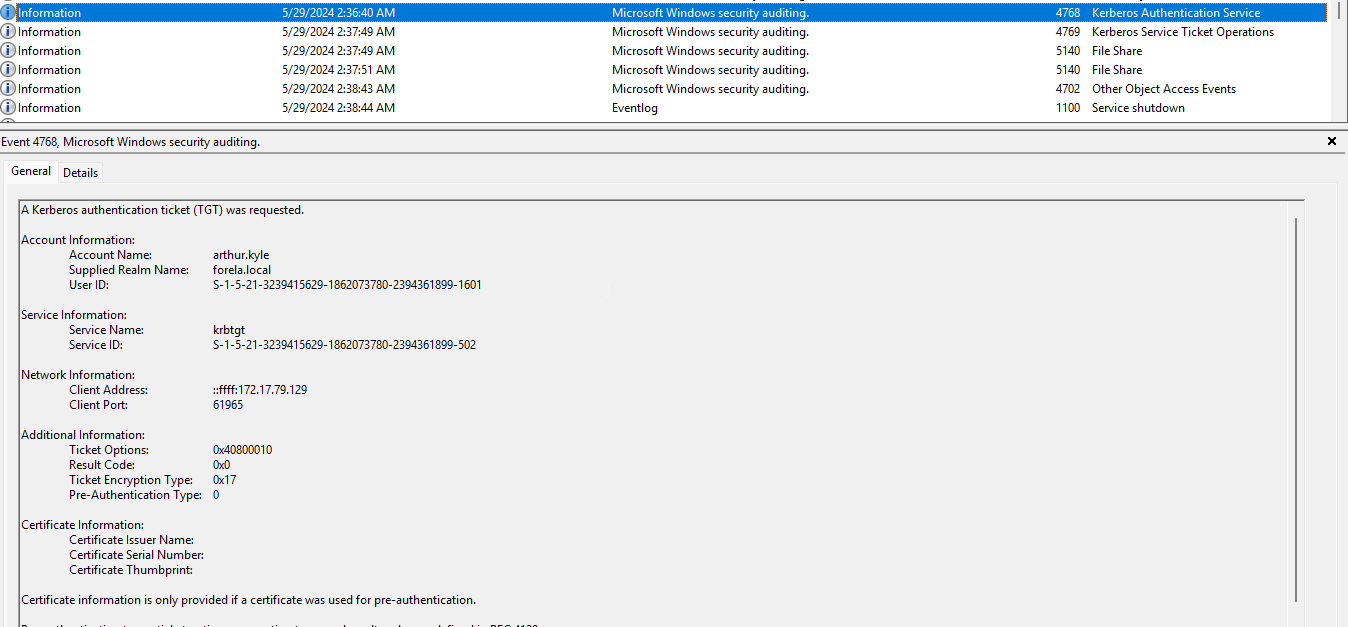 Information 5/29/2024 2:36:40 AM Microsoft Windows security auditing. 4768 Kerberos Authentication Service
Information 5/29/2024 2:37:49 AM Microsoft Windows security auditing. 4769 Kerberos Service Ticket Operations
Information 5/29/2024 2:37:49 AM Microsoft Windows security auditing. 5140 File Share
Information 5/29/2024 2:37:51 AM Microsoft Windows security auditing. 5140 File Share
Information 5/29/2024 2:38:43 AM Microsoft Windows security auditing. 4702 Other Object Access Events
Information 5/29/2024 2:38:44 AM Eventlog 1100 Service shutdown
Event 4768, Microsoft Windows security auditing.
General Details
A Kerberos authentication ticket (TGT) was requested.
Account Information:
Account Name: arthur.kyle
Supplied Realm Name: forela.local
User ID: S-1-5-21-3239415629-1862073780-2394361899-1601
Service Information:
Service Name: krbtgt
Service ID: S-1-5-21-3239415629-1862073780-2394361899-502
Network Information:
Client Address: ::ffff:172.17.79.129
Client Port: 61965
Additional Information:
Ticket Options: 0x40800010
Result Code: 0x0
Ticket Encryption Type: 0x17
Pre-Authentication Type: 0
Certificate Information:
Certificate Issuer Name:
Certificate Serial Number:
Certificate Thumbprint:
Certificate information is only provided if a certificate was used for pre-authentication.